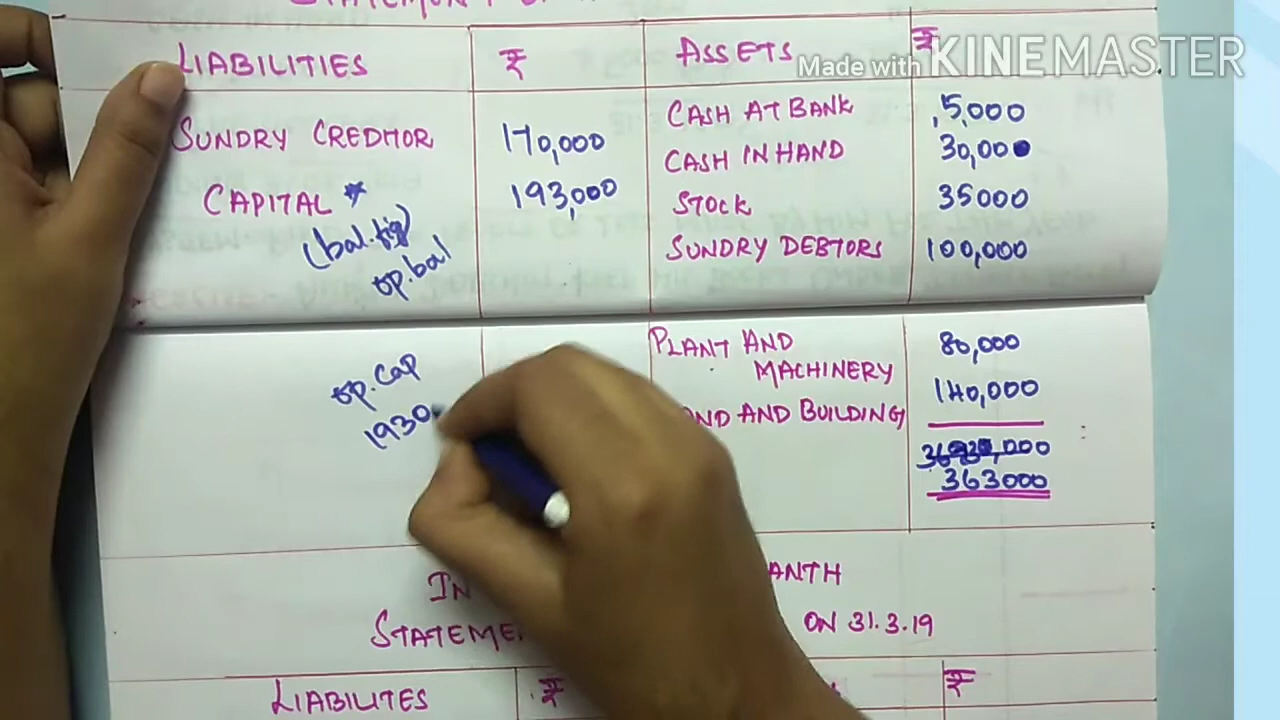 LIABILITIES ₹ ASSETS ₹
Made with KINEMASTER
SUNDRY CREDITOR 170,000 CASH AT BANK ,5,000
CASH IN HAND 30,000
CAPITAL * 193,000 STOCK 35000
(bal.fig) SUNDRY DEBTORS 100,000
op.bal
PLANT AND 80,000
MACHINERY
op.cap 140,000
1930 AND BUILDING
363000
IN
STATEME ON 31.3.19
LIABILITES ₹ ₹